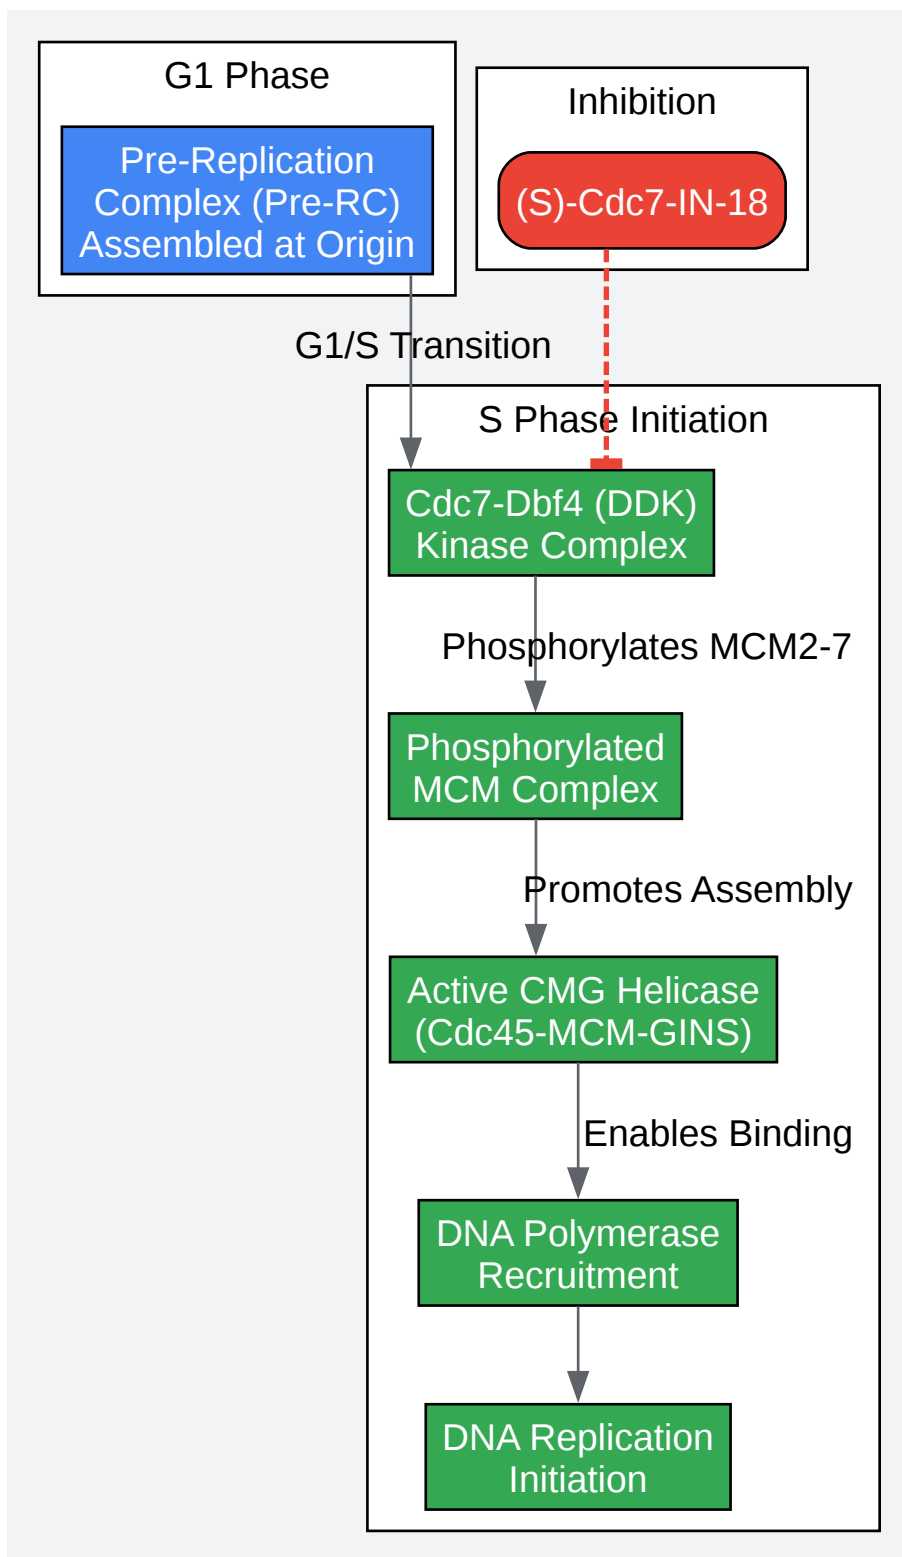 G1 Phase
Pre-Replication
Complex (Pre-RC)
Assembled at Origin
Inhibition
(S)-Cdc7-IN-18
G1/S Transition
S Phase Initiation
Cdc7-Dbf4 (DDK)
Kinase Complex
Phosphorylates MCM2-7
Phosphorylated
MCM Complex
Promotes Assembly
Active CMG Helicase
(Cdc45-MCM-GINS)
Enables Binding
DNA Polymerase
Recruitment
DNA Replication
Initiation